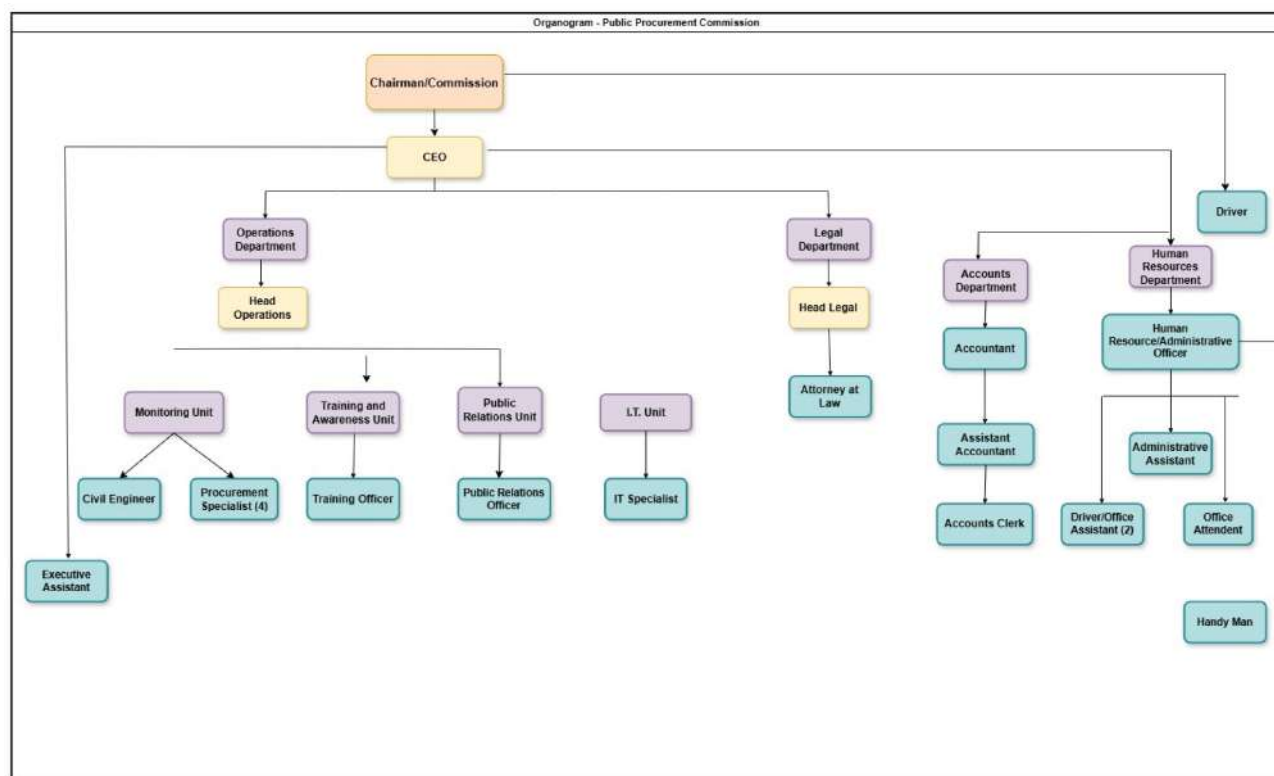 Organogram - Public Procurement Commission
Chairman/Commission
CEO
Driver
Operations
Department
Legal
Department
Accounts
Department
Human
Resources
Department
Head
Operations
Head Legal
Accountant
Human
Resource/Administrative
Officer
Monitoring Unit
Training and
Awareness Unit
Public
Relations Unit
I.T. Unit
Attorney at
Law
Assistant
Accountant
Administrative
Assistant
Civil Engineer
Procurement
Specialist (4)
Training Officer
Public Relations
Officer
IT Specialist
Accounts Clerk
Driver/Office
Assistant (2)
Office
Attendent
Executive
Assistant
Handy Man